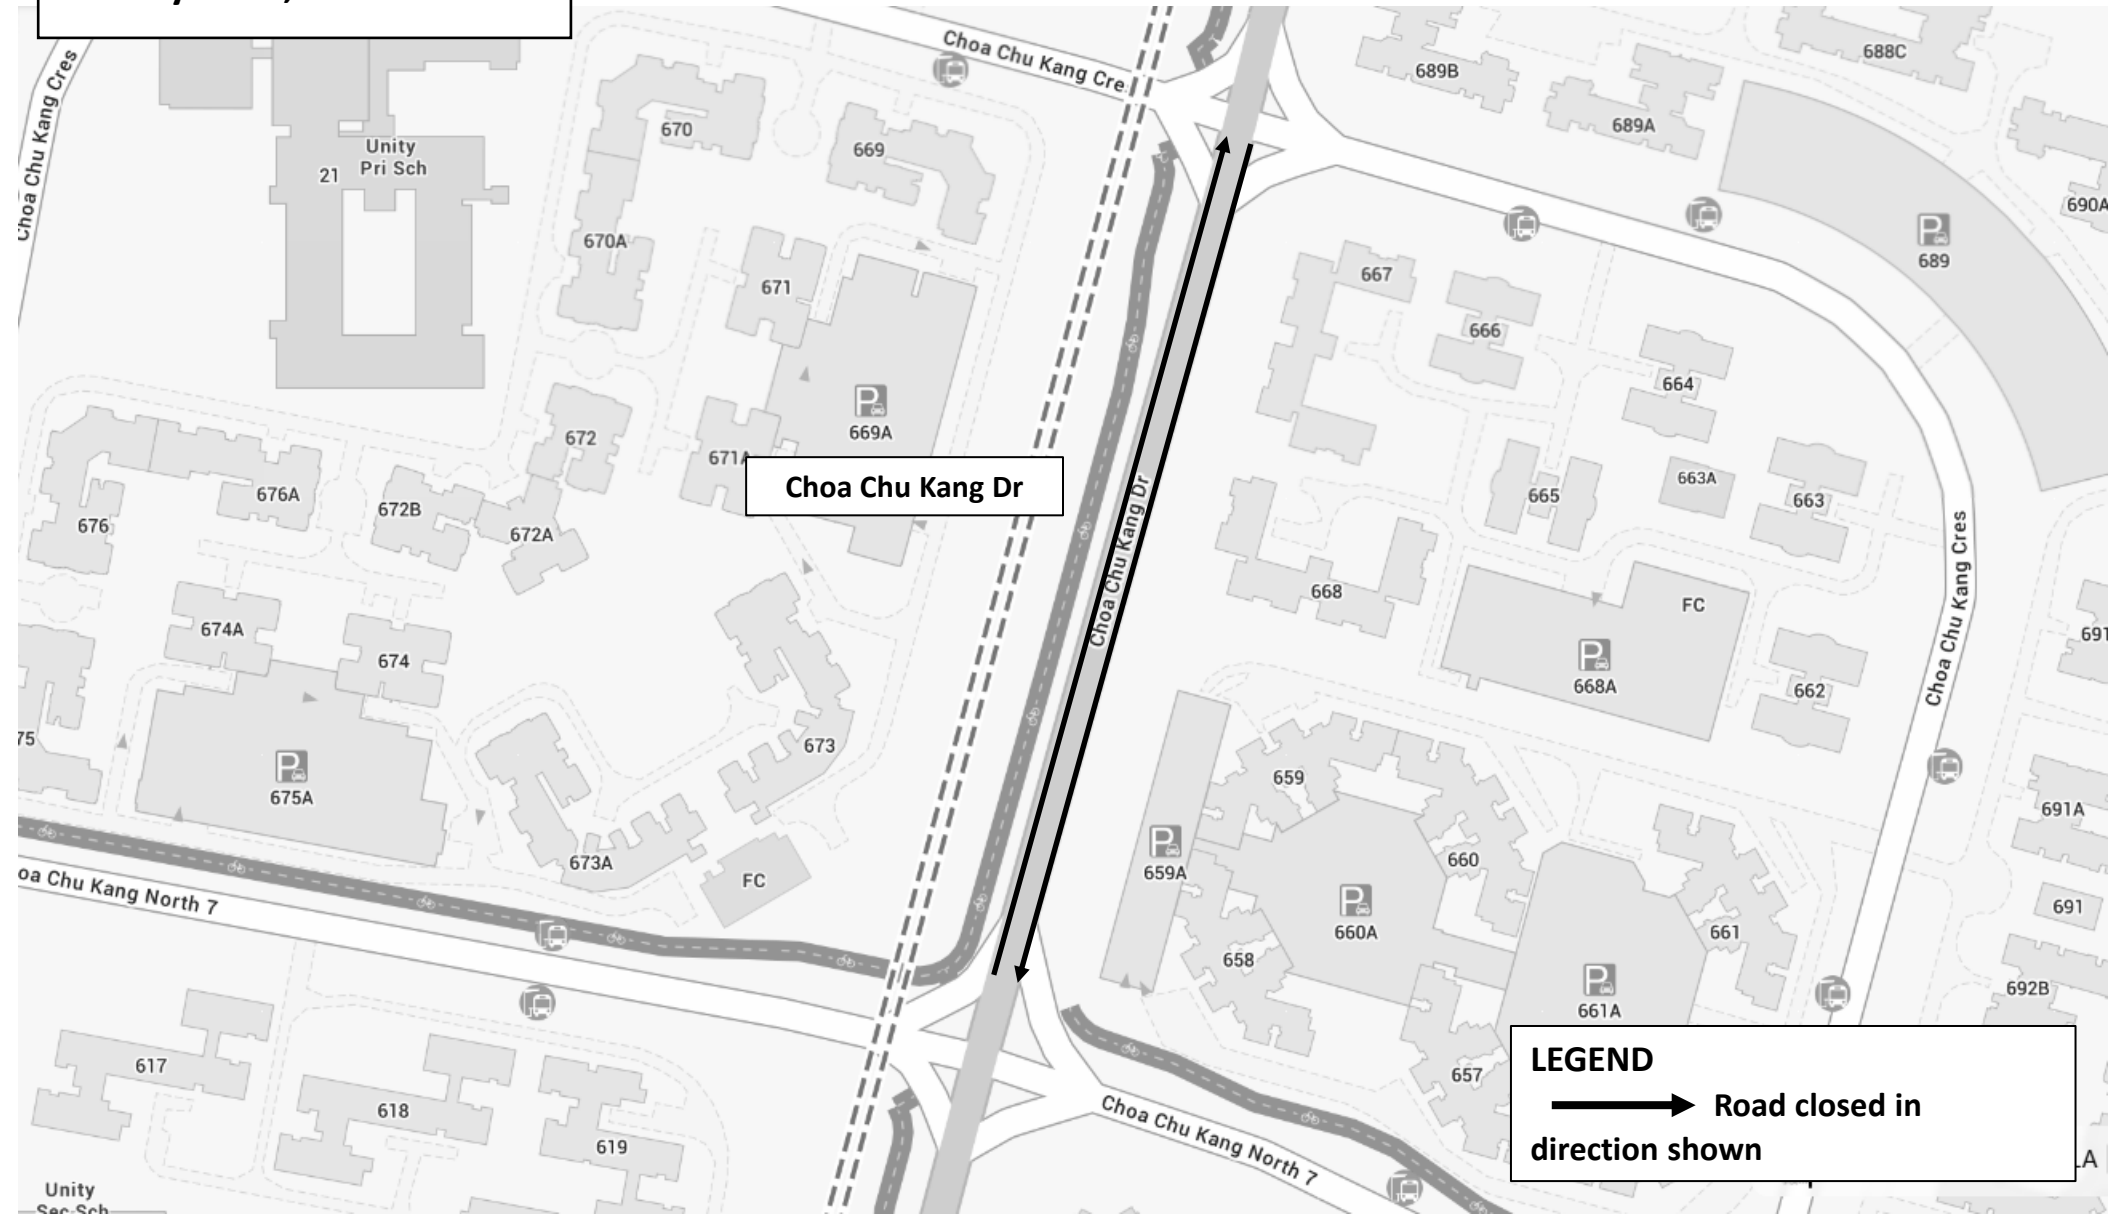 Choa Chu Kang Cres
Choa Chu Kang Cres
688C
689B
689A
670
669
Unity
Pri Sch
21
690A
670A
689
667
671
666
664
669A
672
671A
663A
665
663
676A
672B
676
672A
Choa Chu Kang Dr
Choa Chu Kang Dr
Choa Chu Kang Cres
668
FC
674A
674
668A
662
691
673
75
659
675A
691A
659A
660
673A
FC
oa Chu Kang North 7
691
660A
661
658
692B
661A
617
657
618
619
Choa Chu Kang North 7
LEGEND
Road closed in
direction shown
LA
Unity
Sec Sch